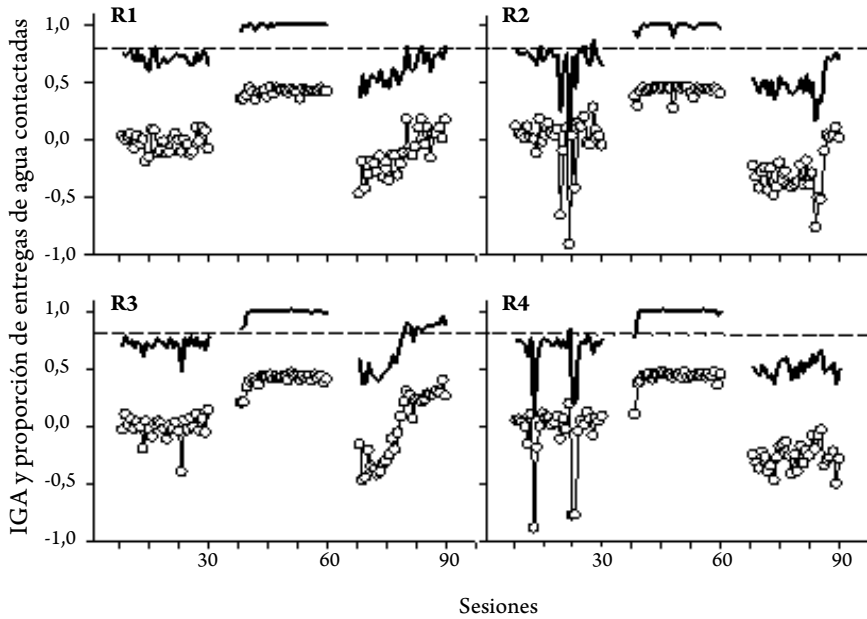 IGA y proporción de entregas de agua contactadas
R1
R2
1,0
0,5
0,0
-0,5
-1,0
R3
R4
1,0
0,5
0,0
-0,5
-1,0
30
60
90
30
60
90
Sesiones